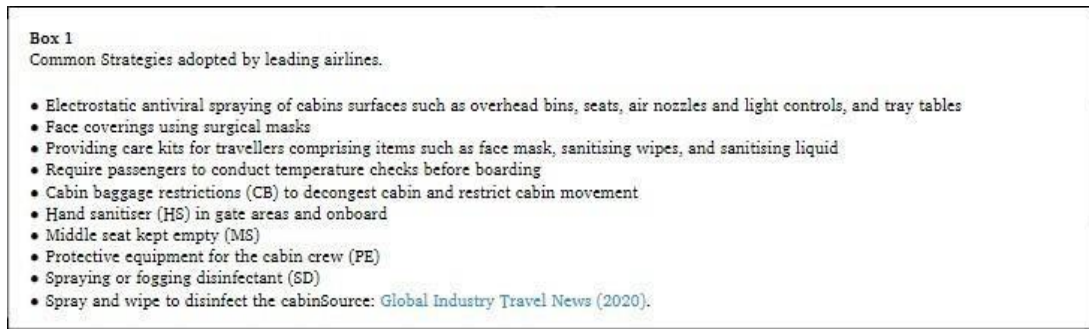 Box 1
Common Strategies adopted by leading airlines.
• Electrostatic antiviral spraying of cabins surfaces such as overhead bins, seats, air nozzles and light controls, and tray tables
• Face coverings using surgical masks
• Providing care kits for travellers comprising items such as face mask, sanitising wipes, and sanitising liquid
• Require passengers to conduct temperature checks before boarding
• Cabin baggage restrictions (CB) to decongest cabin and restrict cabin movement
• Hand sanitiser (HS) in gate areas and onboard
• Middle seat kept empty (MS)
• Protective equipment for the cabin crew (PE)
• Spraying or fogging disinfectant (SD)
• Spray and wipe to disinfect the cabinSource: Global Industry Travel News (2020).